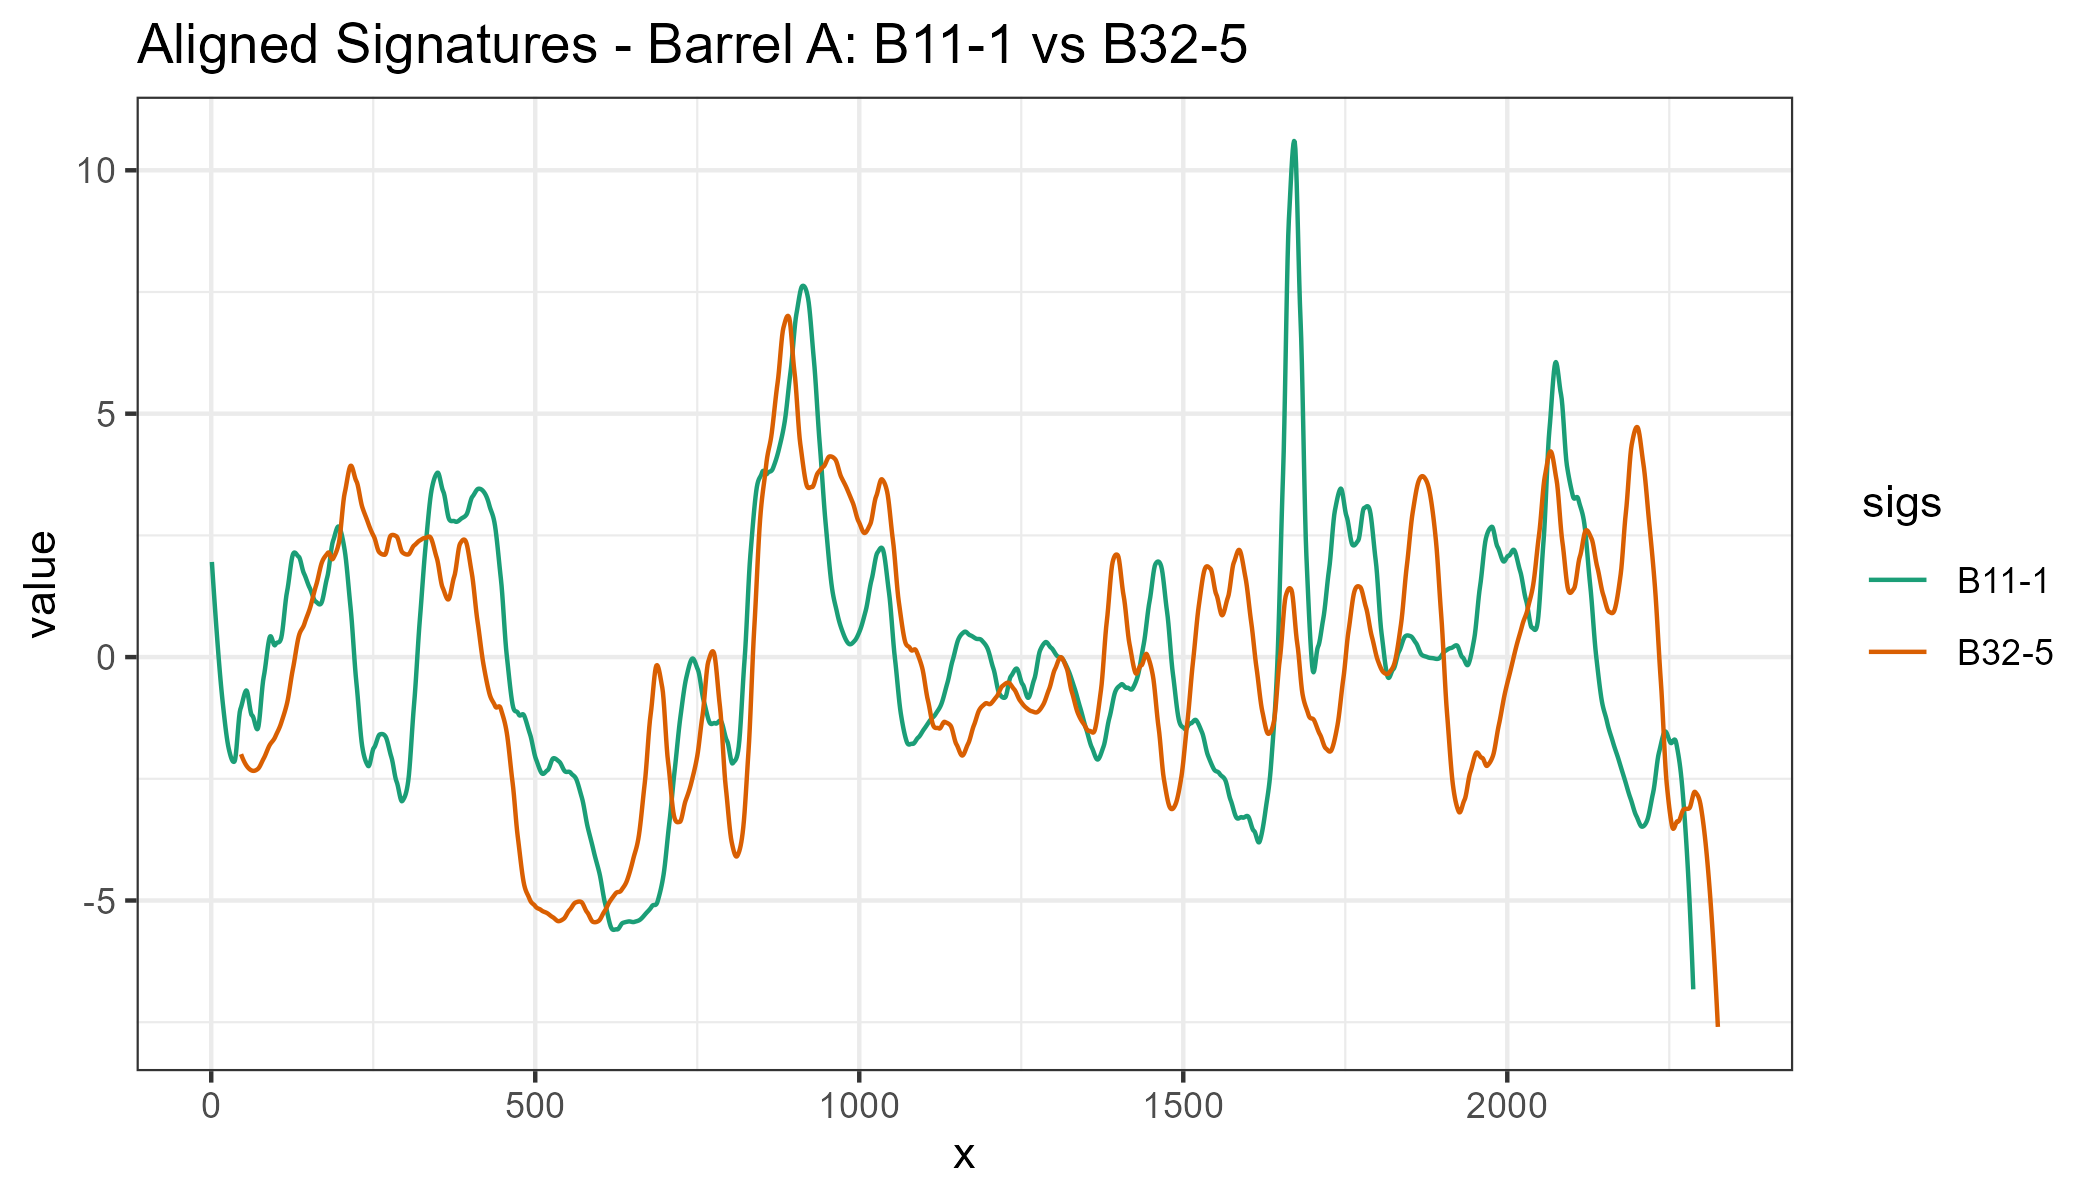 Aligned Signatures - Barrel A: B11-1 vs B32-5
value
10
5
0
-5
0 500 1000 1500 2000
x
sigs
B11-1
B32-5